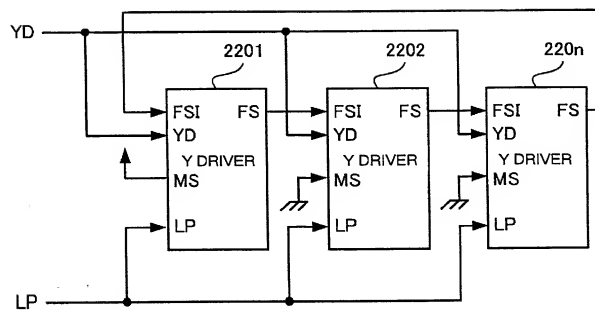 YD
2201
2202
220n
FSI FS
YD
Y DRIVER
MS
LP
FSI FS
YD
Y DRIVER
MS
LP
FSI FS
YD
Y DRIVER
MS
LP
LP